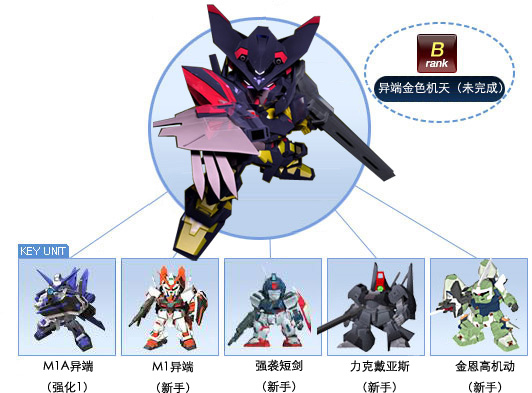 B
rank
异端金色机天（未完成）
KEY UNIT
M1A异端
（强化1）
M1异端
（新手）
强袭短剑
（新手）
力克戴亚斯
（新手）
金恩高机动
（新手）